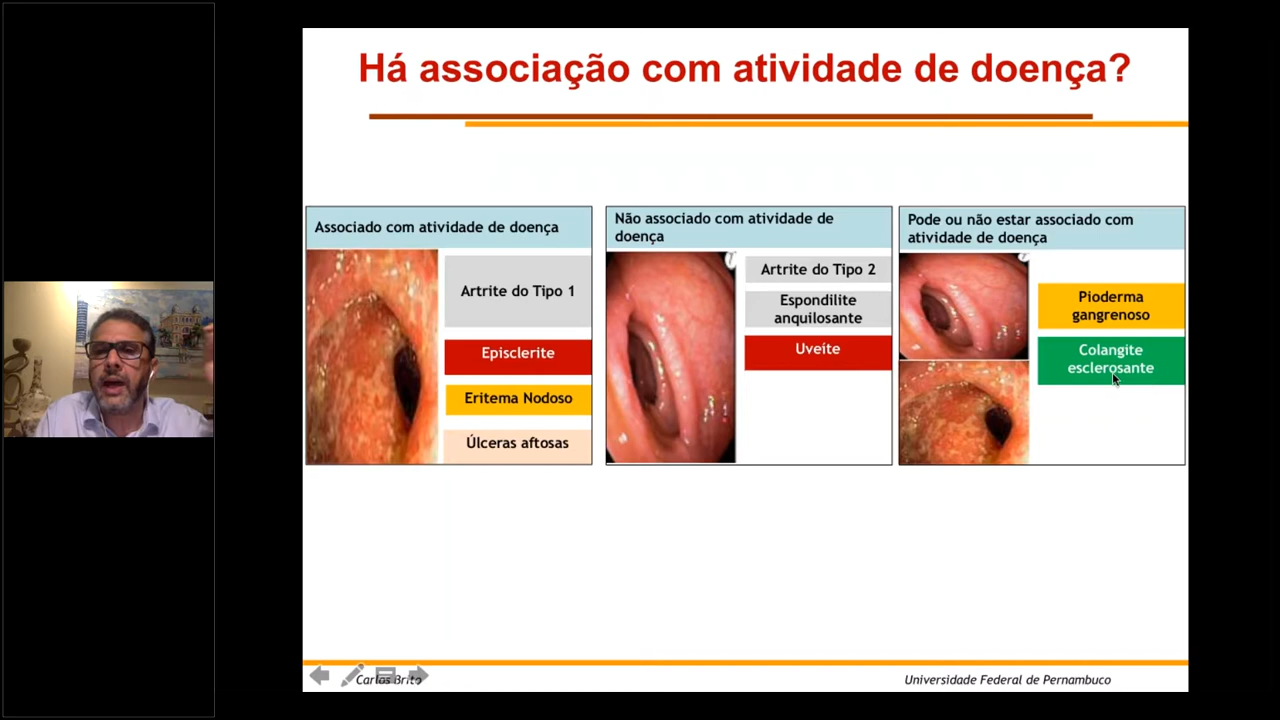 Há associação com atividade de doença?
Associado com atividade de doença
Artrite do Tipo 1
Episclerite
Eritema Nodoso
Úlceras aftosas
Não associado com atividade de
doença
Artrite do Tipo 2
Espondilite
anquilosante
Uveíte
Pode ou não estar associado com
atividade de doença
Pioderma
gangrenoso
Colangite
esclerosante
Carlos Brito
Universidade Federal de Pernambuco